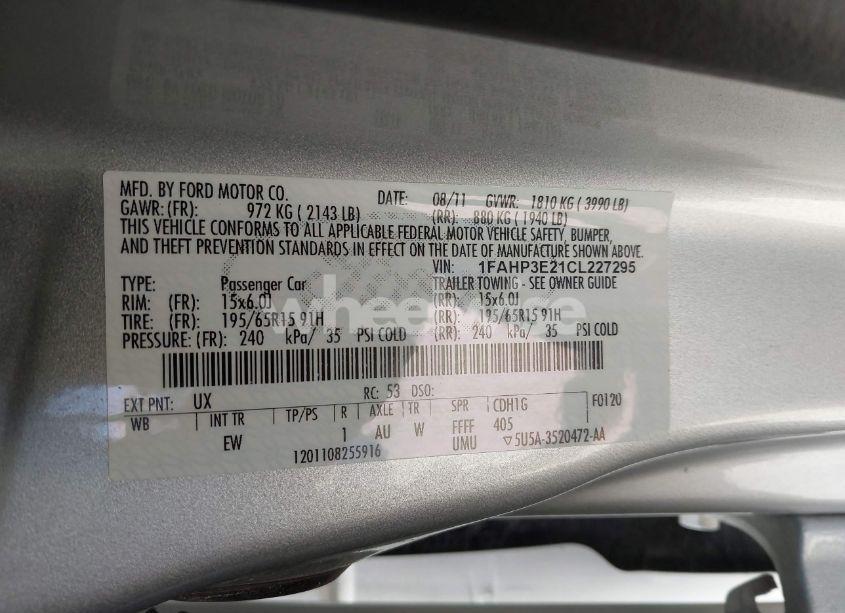 MFD. BY FORD MOTOR CO. DATE: 08/11 GVWR: 1810 KG ( 3990 LB)
GAWR: (FR): 972 KG ( 2143 LB) (RR): 880 KG ( 1940 LB)
THIS VEHICLE CONFORMS TO ALL APPLICABLE FEDERAL MOTOR VEHICLE SAFETY, BUMPER,
AND THEFT PREVENTION STANDARDS IN EFFECT ON THE DATE OF MANUFACTURE SHOWN ABOVE.
VIN: 1FAHP3E21CL227295
TYPE: Passenger Car TRAILER TOWING - SEE OWNER GUIDE
RIM: (FR): 15x6.0J (RR): 15x6.0J
TIRE: (FR): 195/65R15 91H (RR): 195/65R15 91H
PRESSURE: (FR): 240 kPa/ 35 PSI COLD (RR): 240 kPa/ 35 PSI COLD
wheelwise
EXT PNT: UX RC: 53 DSO: F0120
WB INT TR TP/PS R AXLE TR SPR CDH1G
EW 1 AU W FFFF 405
UMU ▽5U5A-3520472-AA
1201108255916